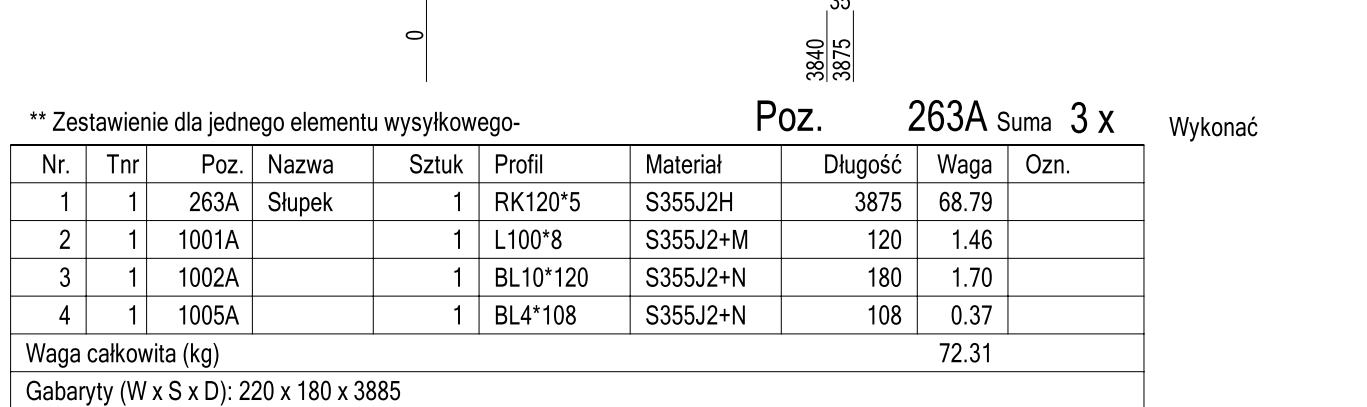 35
0
3840
3875
** Zestawienie dla jednego elementu wysyłkowego-
Poz. 263A Suma 3 x Wykonać
Nr. Tnr Poz. Nazwa Sztuk Profil Materiał Długość Waga Ozn.
1 1 263A Słupek 1 RK120*5 S355J2H 3875 68.79
2 1 1001A 1 L100*8 S355J2+M 120 1.46
3 1 1002A 1 BL10*120 S355J2+N 180 1.70
4 1 1005A 1 BL4*108 S355J2+N 108 0.37
Waga całkowita (kg) 72.31
Gabaryty (W x S x D): 220 x 180 x 3885